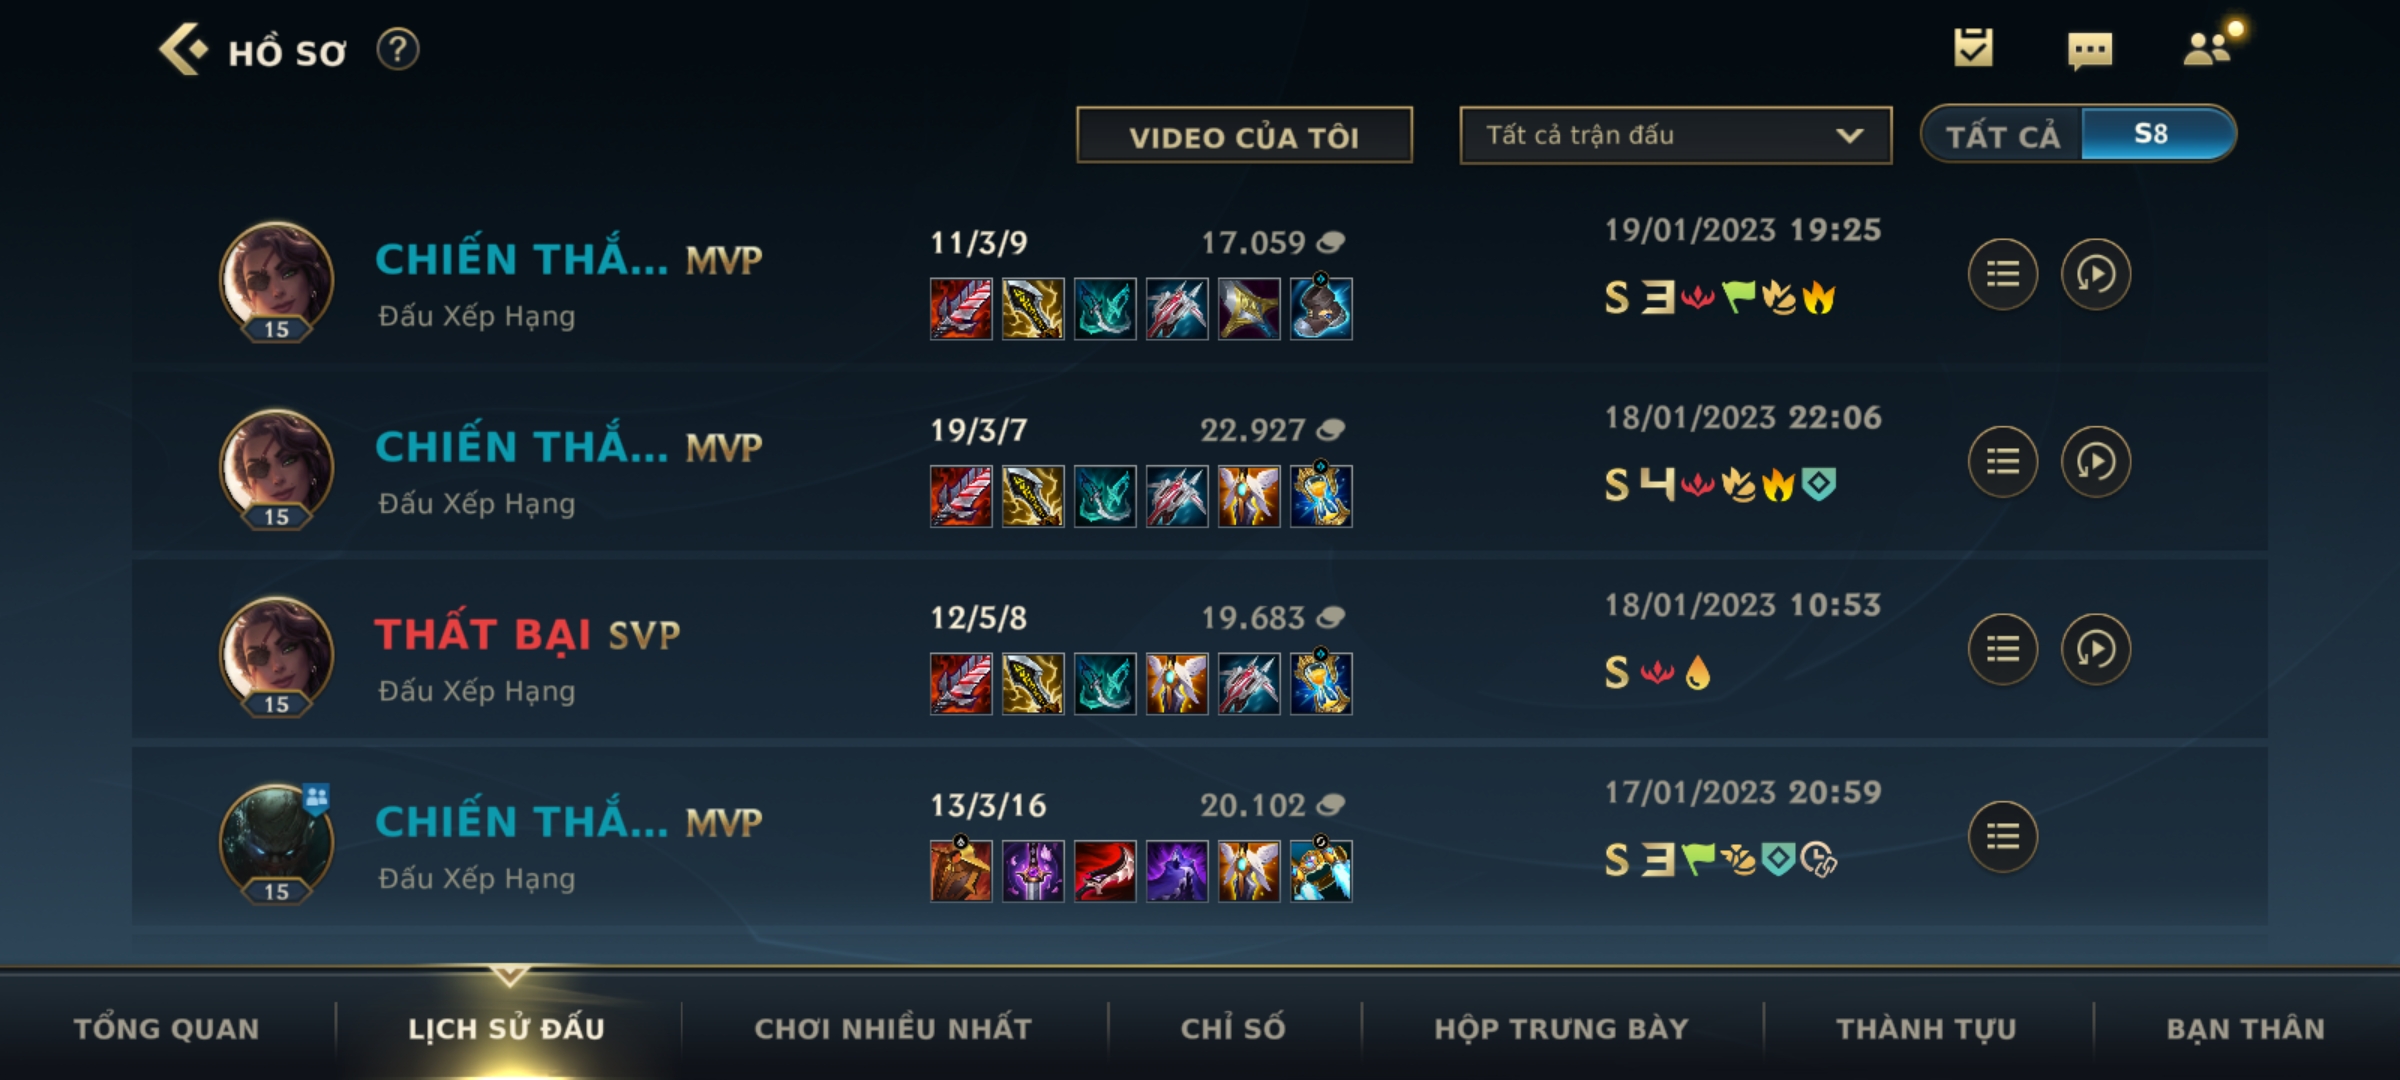 HỒ SƠ ?
VIDEO CỦA TÔI
Tất cả trận đấu
TẤT CẢ S8
CHIẾN THẮ... MVP
Đấu Xếp Hạng
15
11/3/9 17.059
19/01/2023 19:25
S 3
CHIẾN THẮ... MVP
Đấu Xếp Hạng
15
19/3/7 22.927
18/01/2023 22:06
S 4
THẤT BẠI SVP
Đấu Xếp Hạng
15
12/5/8 19.683
18/01/2023 10:53
S
CHIẾN THẮ... MVP
Đấu Xếp Hạng
15
13/3/16 20.102
17/01/2023 20:59
S 3
TỔNG QUAN LỊCH SỬ ĐẤU CHƠI NHIỀU NHẤT CHỈ SỐ HỘP TRƯNG BÀY THÀNH TỰU BẠN THÂN